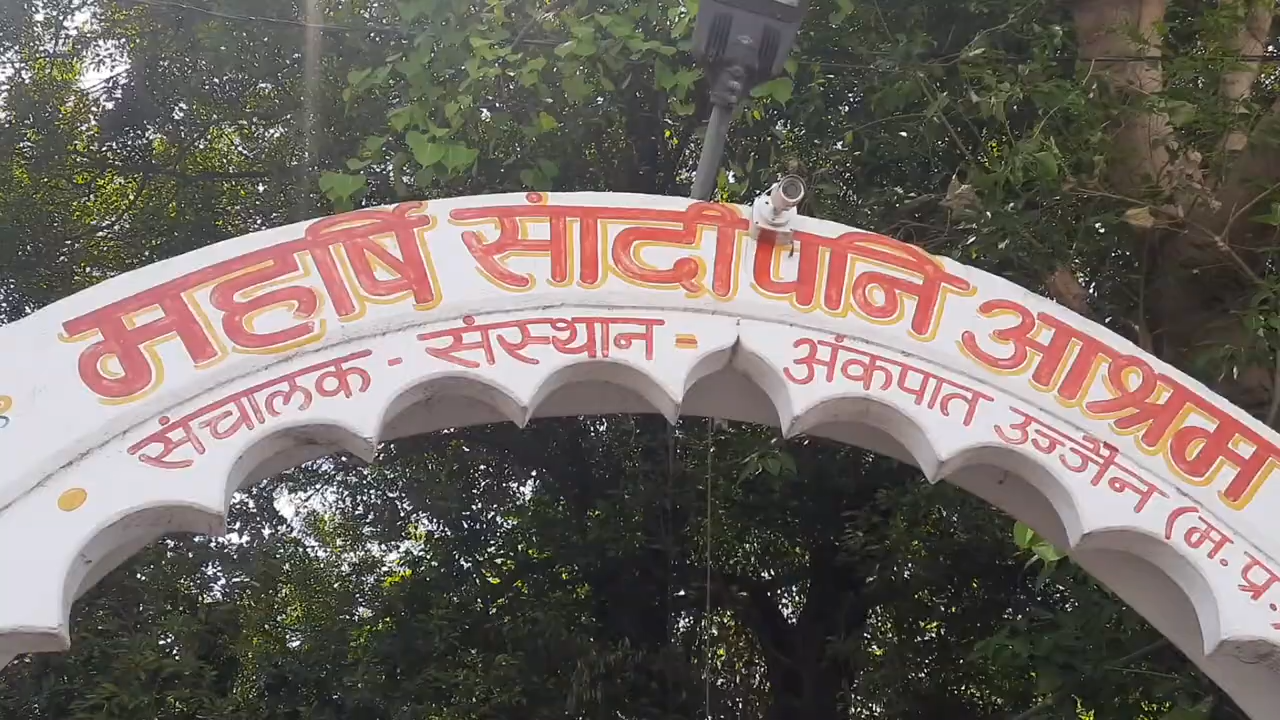 महर्षि सांदीपनि आश्रम
संचालक - संस्थान - अंकपात उज्जैन (म.प्र.